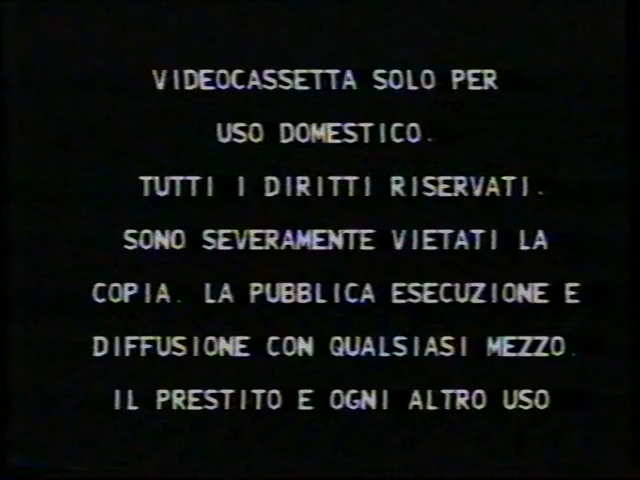 VIDEOCASSETTA SOLO PER
USO DOMESTICO.
TUTTI I DIRITTI RISERVATI.
SONO SEVERAMENTE VIETATI LA
COPIA. LA PUBBLICA ESECUZIONE E
DIFFUSIONE CON QUALSIASI MEZZO.
IL PRESTITO E OGNI ALTRO USO